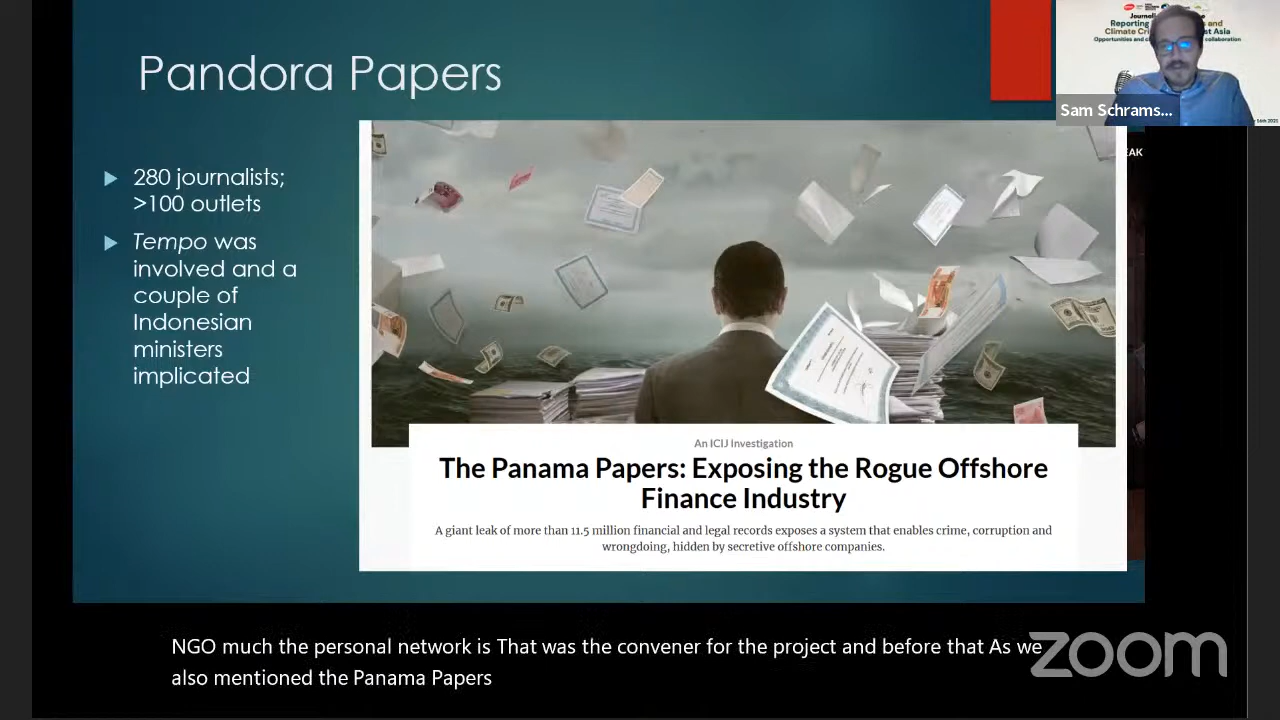 Pandora Papers
280 journalists;
>100 outlets
Tempo was
involved and a
couple of
Indonesian
ministers
implicated
An ICIJ Investigation
The Panama Papers: Exposing the Rogue Offshore
Finance Industry
A giant leak of more than 11.5 million financial and legal records exposes a system that enables crime, corruption and
wrongdoing, hidden by secretive offshore companies.
Sam Schrams...
EAK
NGO much the personal network is That was the convener for the project and before that As we
also mentioned the Panama Papers
zoom